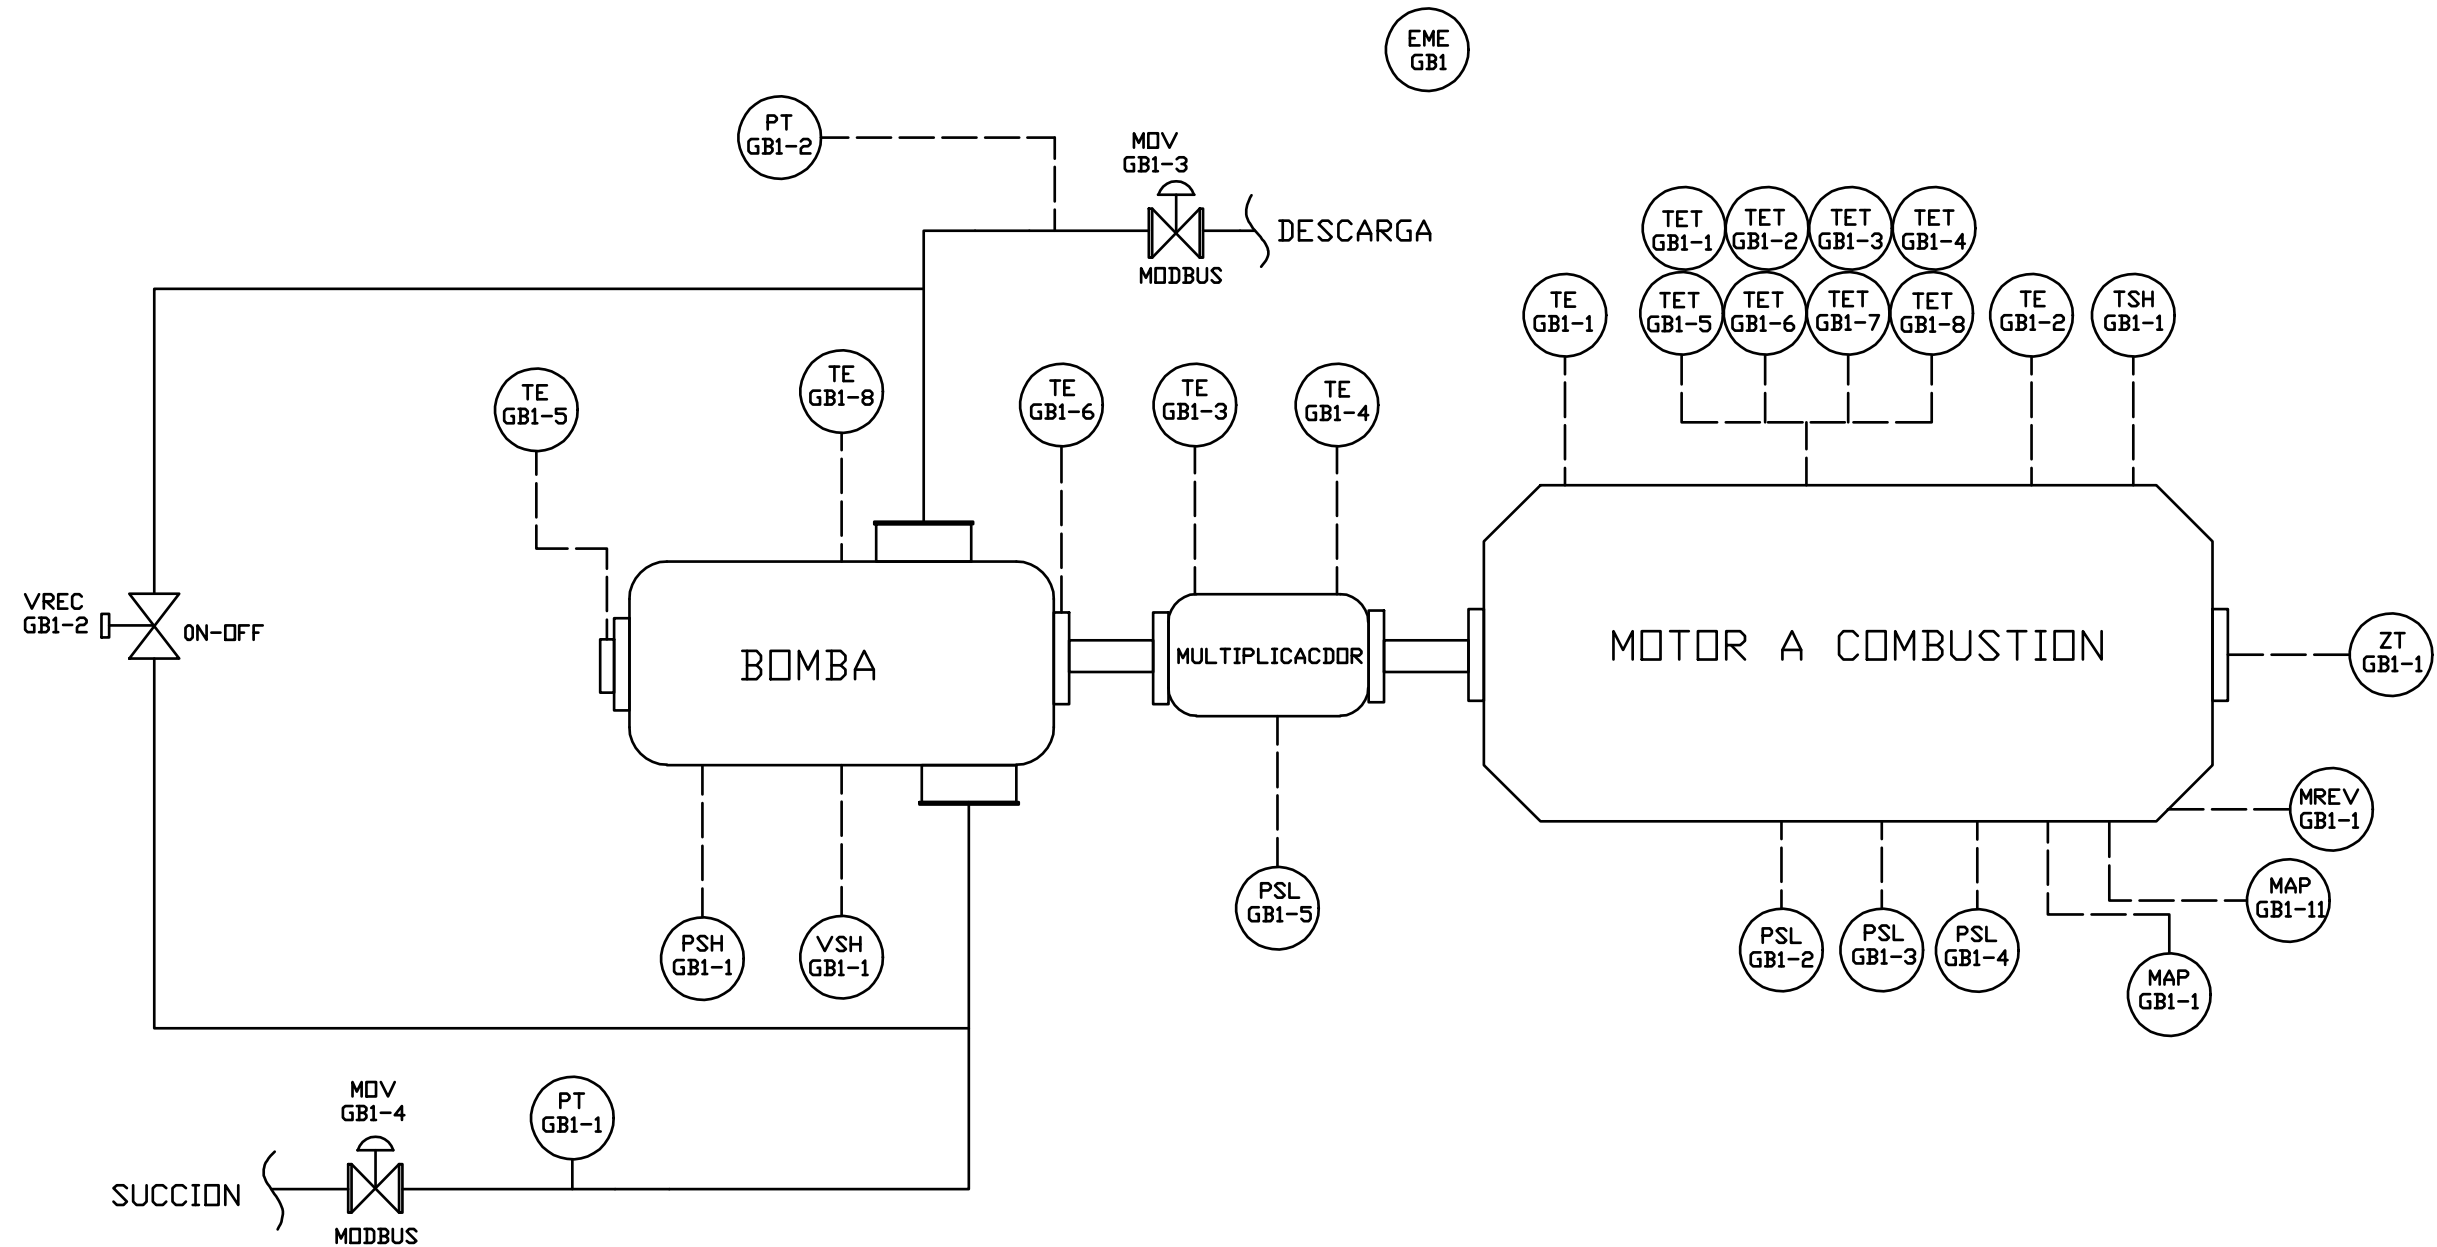 EME
GB1
PT
GB1-2
MOV
GB1-3
DESCARGA
MODBUS
TET
GB1-1
TET
GB1-2
TET
GB1-3
TET
GB1-4
TE
GB1-1
TET
GB1-5
TET
GB1-6
TET
GB1-7
TET
GB1-8
TE
GB1-2
TSH
GB1-1
TE
GB1-5
TE
GB1-8
TE
GB1-6
TE
GB1-3
TE
GB1-4
VREC
GB1-2
ON-OFF
BOMBA
MULTIPLICACDOR
MOTOR A COMBUSTION
ZT
GB1-1
MREV
GB1-1
MAP
GB1-11
PSH
GB1-1
VSH
GB1-1
PSL
GB1-5
PSL
GB1-2
PSL
GB1-3
PSL
GB1-4
MAP
GB1-1
MOV
GB1-4
PT
GB1-1
SUCCION
MODBUS